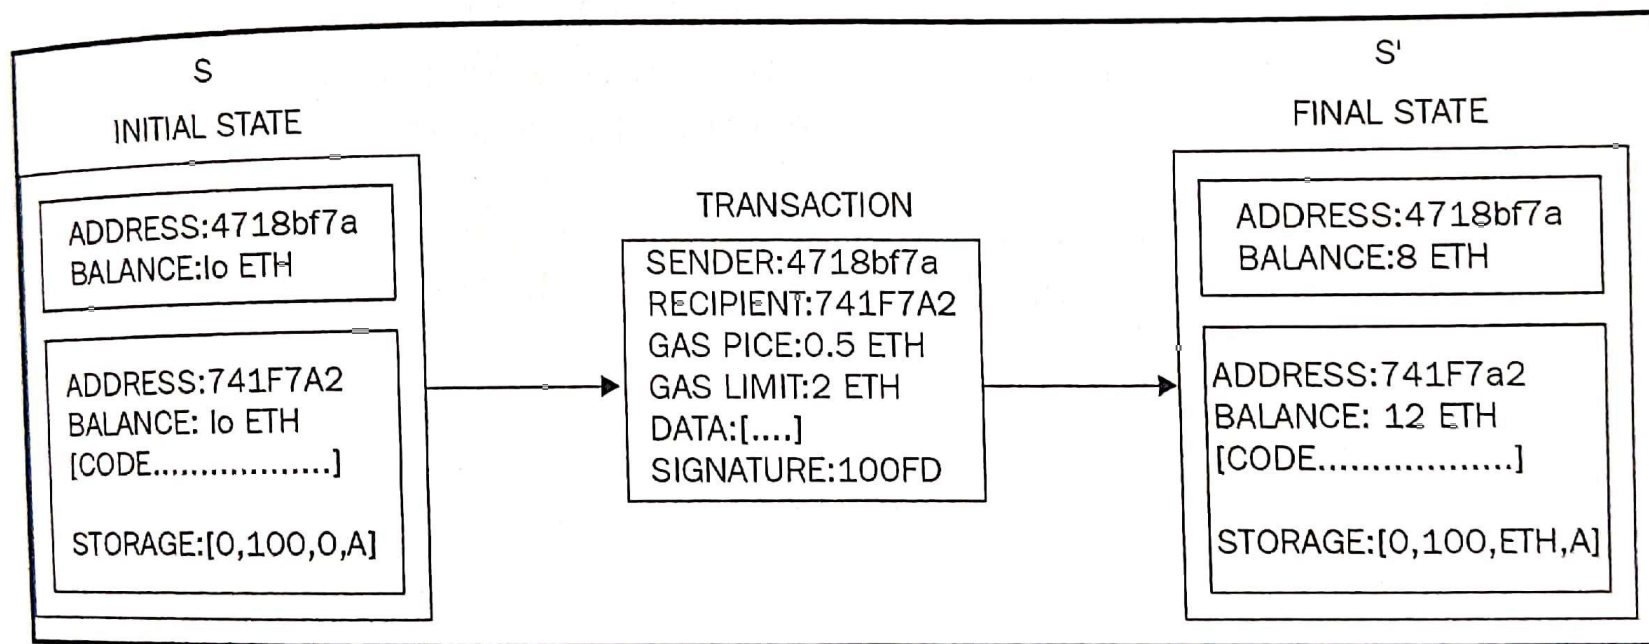 S
INITIAL STATE
ADDRESS:4718bf7a
BALANCE:lo ETH
ADDRESS:741F7A2
BALANCE: lo ETH
[CODE..................]
STORAGE:[0,100,0,A]
TRANSACTION
SENDER:4718bf7a
RECIPIENT:741F7A2
GAS PICE:0.5 ETH
GAS LIMIT:2 ETH
DATA:[....]
SIGNATURE:100FD
S'
FINAL STATE
ADDRESS:4718bf7a
BALANCE:8 ETH
ADDRESS:741F7a2
BALANCE: 12 ETH
[CODE..................]
STORAGE:[0,100,ETH,A]